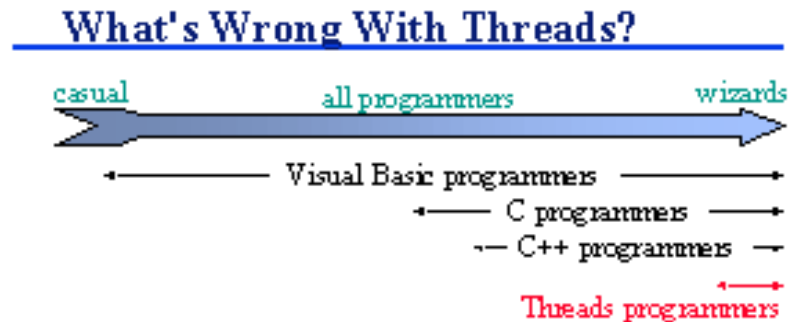 What's Wrong With Threads?
casual all programmers wizards
Visual Basic programmers
C programmers
C++ programmers
Threads programmers